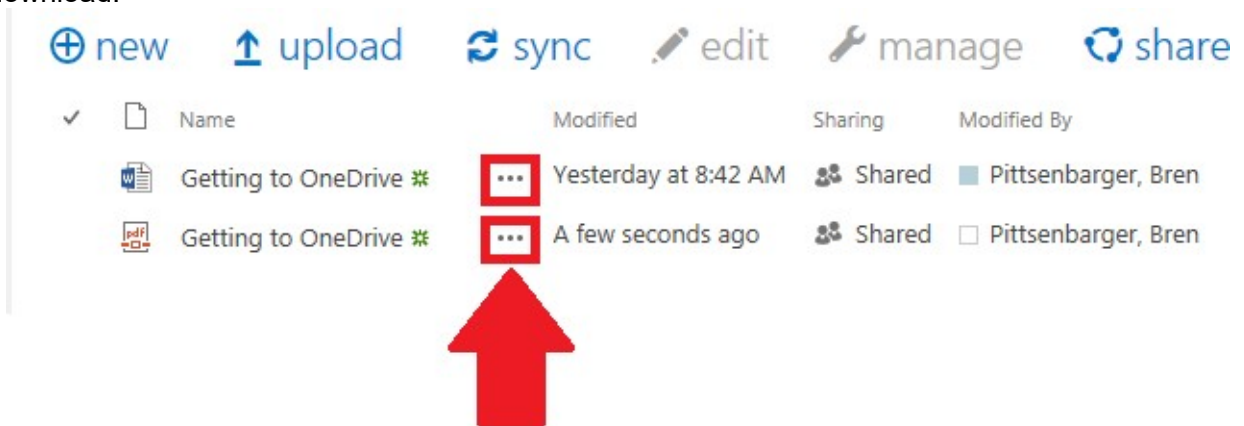 new upload sync edit manage share
Name Modified Sharing Modified By
Getting to OneDrive ... Yesterday at 8:42 AM Shared Pittsenbarger, Bren
Getting to OneDrive ... A few seconds ago Shared Pittsenbarger, Bren